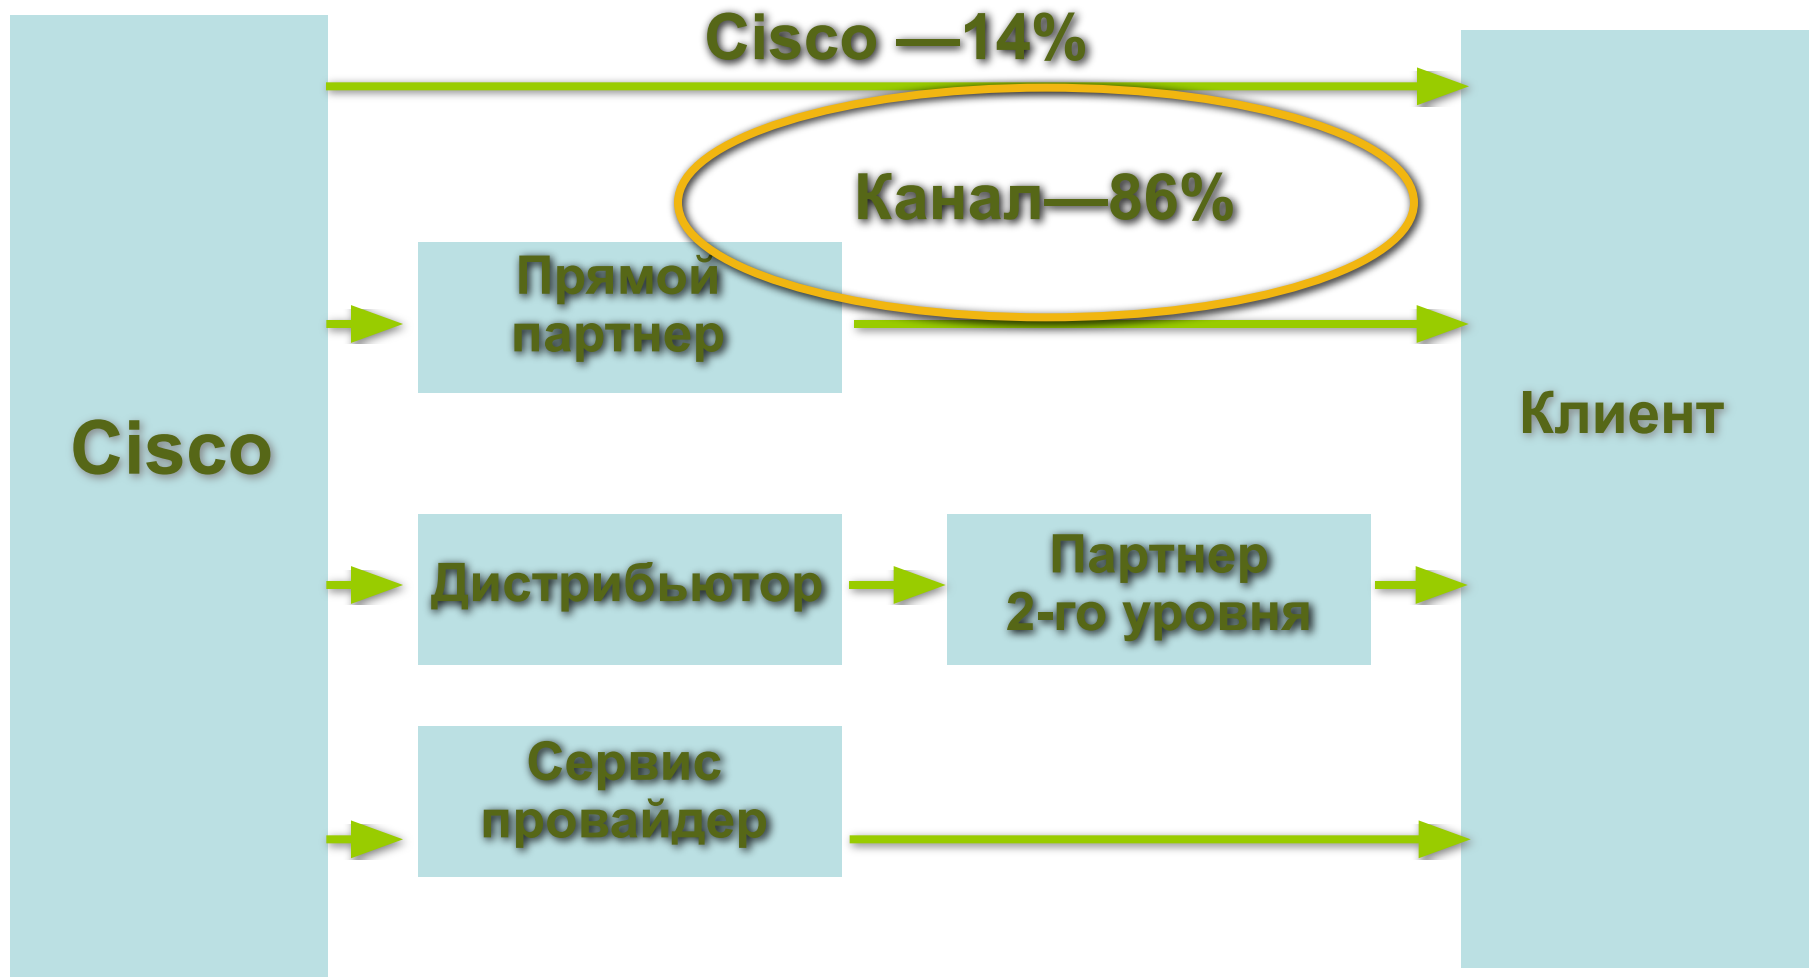 Cisco —14%
Канал—86%
Прямой
партнер
Cisco
Клиент
Дистрибьютор
Партнер
2-го уровня
Сервис
провайдер